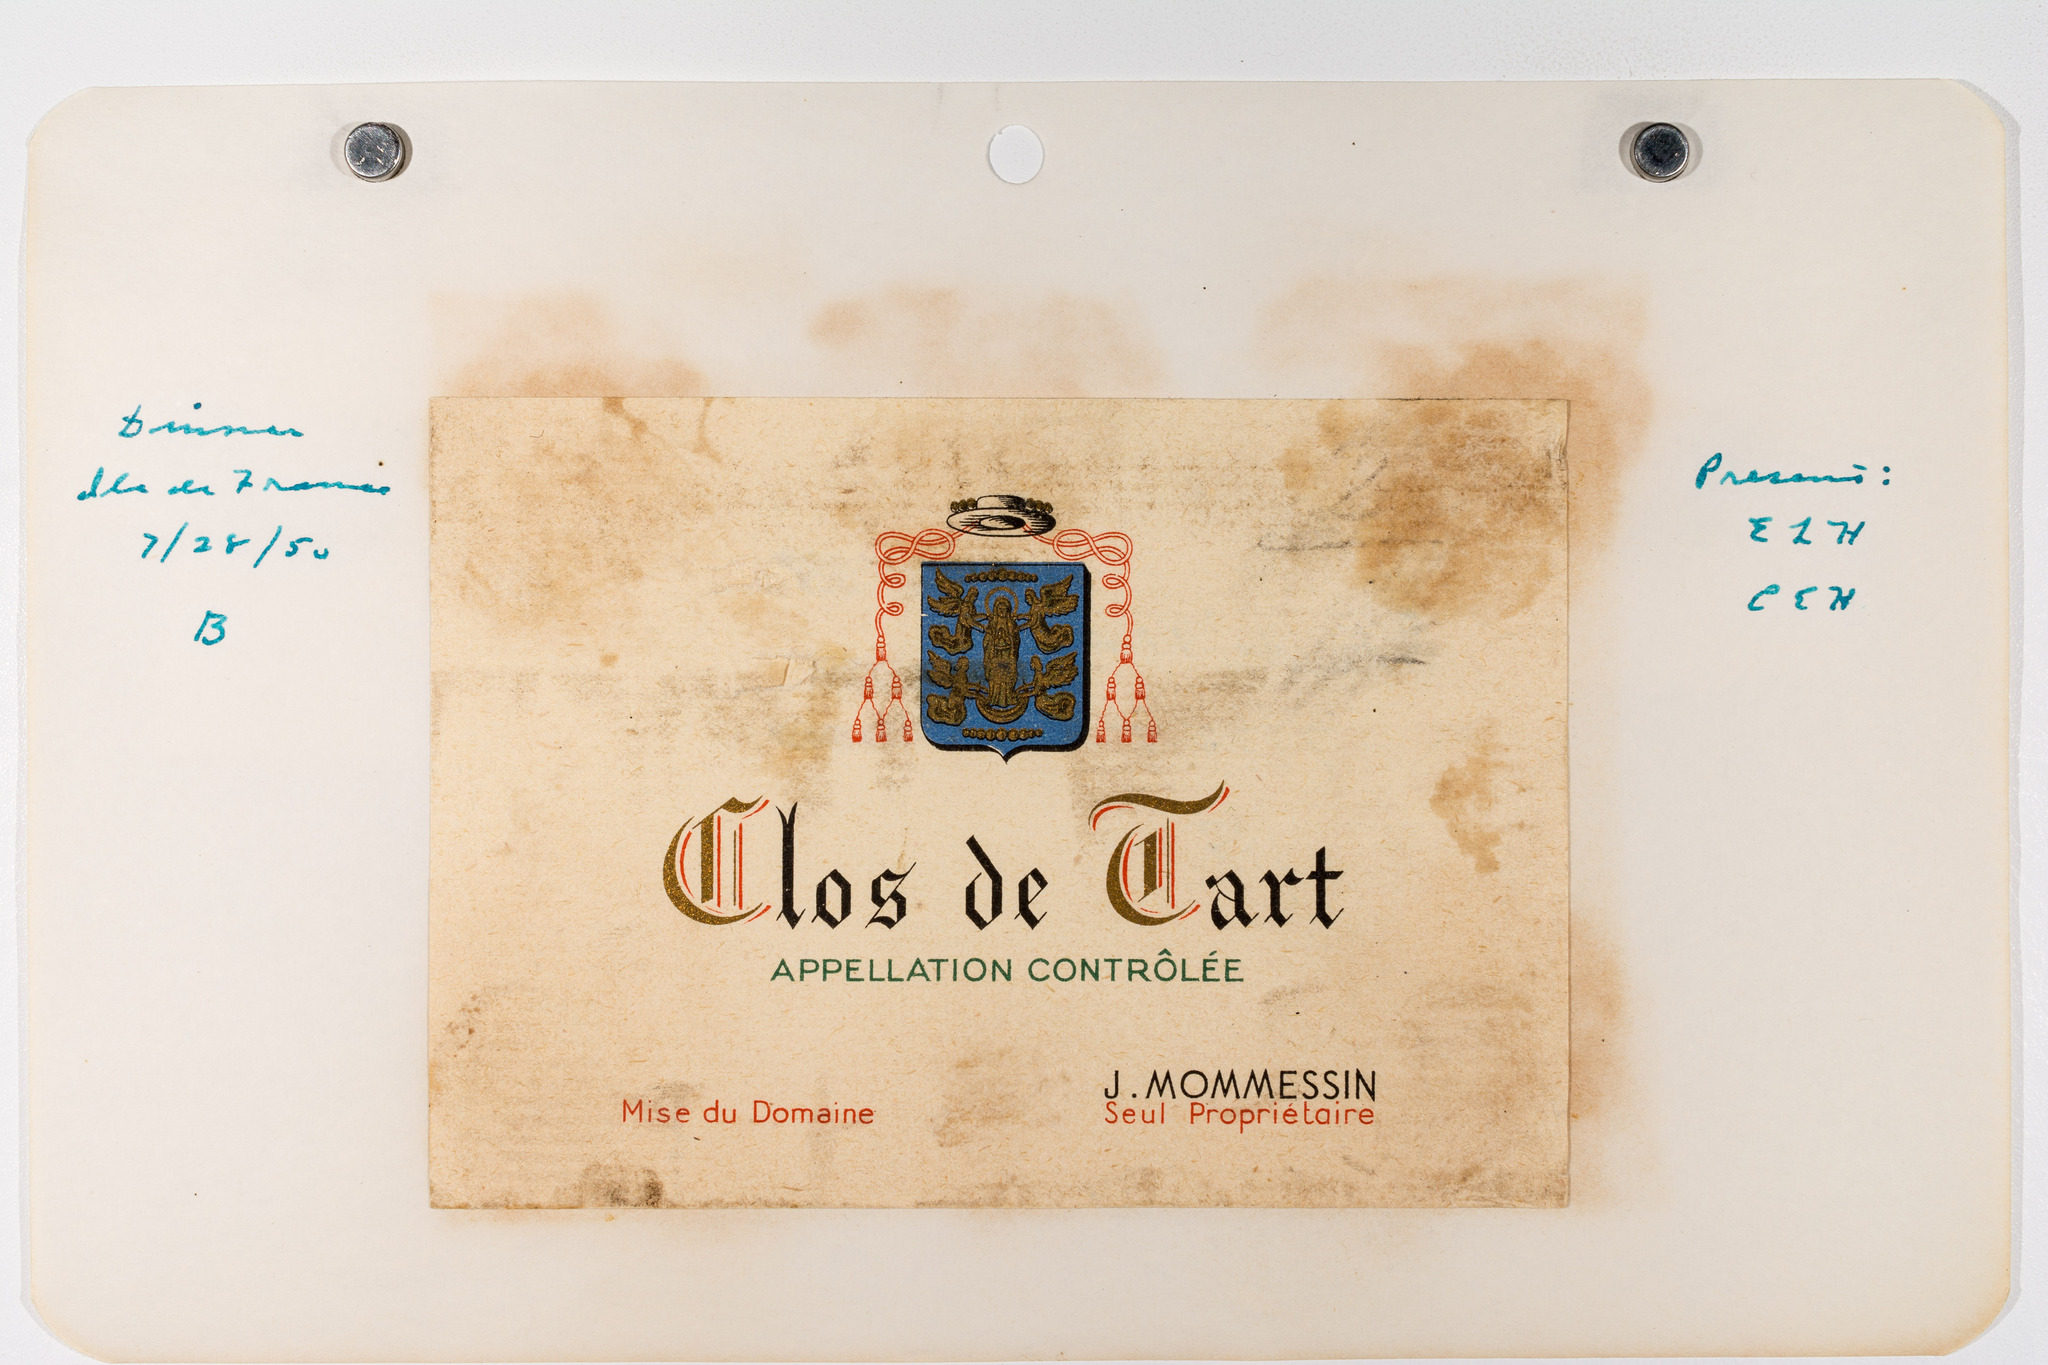 Dinner
Ile de France
7/28/50
B
Present:
ELH
CEH
Clos de Tart
APPELLATION CONTRÔLÉE
Mise du Domaine
J. MOMMESSIN
Seul Propriétaire